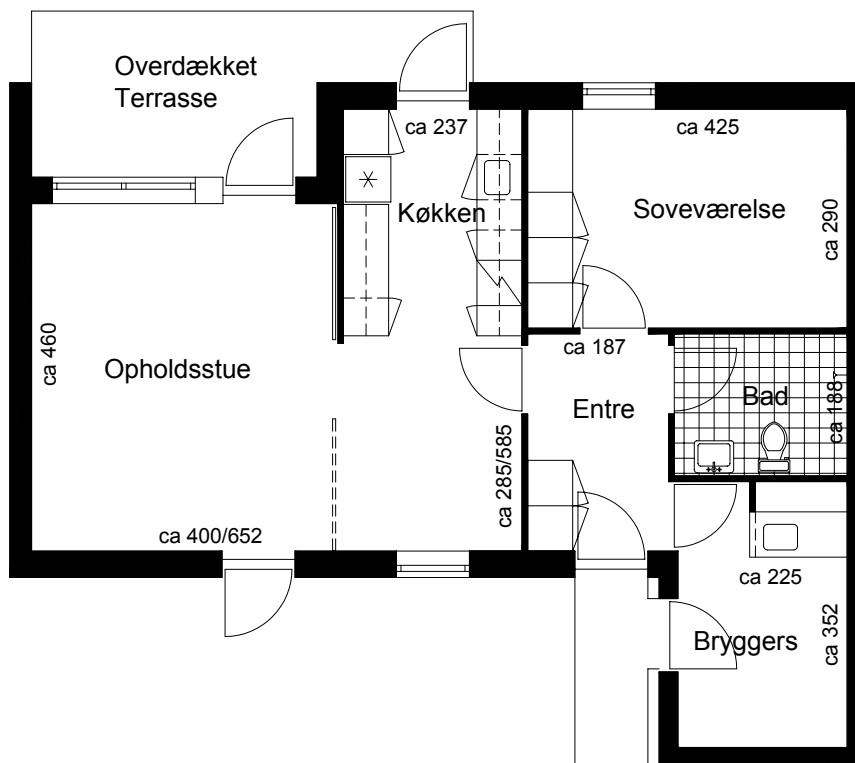 Overdækket
Terrasse
ca 237
ca 425
Køkken
Soveværelse
ca 290
ca 460
Opholdsstue
ca 187
Entre
Bad
ca 188
ca 285/585
ca 400/652
ca 225
Bryggers
ca 352